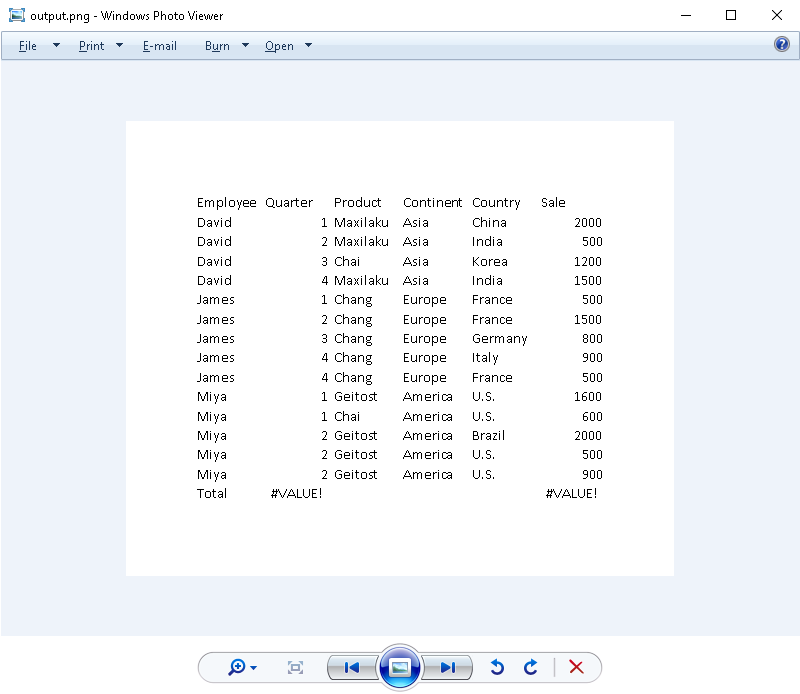 output.png - Windows Photo Viewer
File Print E-mail Burn Open
Employee Quarter Product Continent Country Sale
David 1 Maxilaku Asia China 2000
David 2 Maxilaku Asia India 500
David 3 Chai Asia Korea 1200
David 4 Maxilaku Asia India 1500
James 1 Chang Europe France 500
James 2 Chang Europe France 1500
James 3 Chang Europe Germany 800
James 4 Chang Europe Italy 900
James 4 Chang Europe France 500
Miya 1 Geitost America U.S. 1600
Miya 1 Chai America U.S. 600
Miya 2 Geitost America Brazil 2000
Miya 2 Geitost America U.S. 500
Miya 2 Geitost America U.S. 900
Total #VALUE! #VALUE!